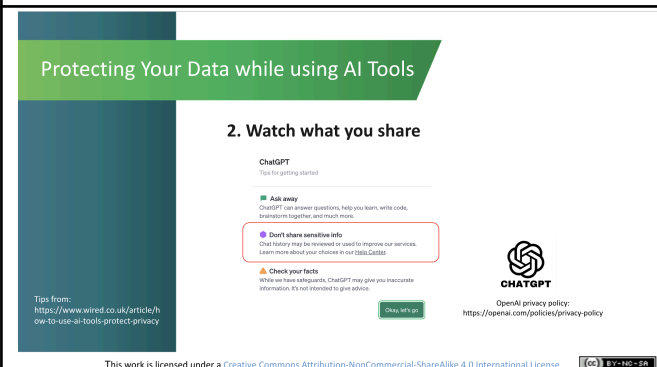 Protecting Your Data while using AI Tools
2. Watch what you share
ChatGPT
Tips for getting started
Ask away
ChatGPT can answer questions, help you learn, write code,
brainstorm together, and much more.
Don't share sensitive info
Chat history may be reviewed or used to improve our services.
Learn more about your choices in our Help Center.
Check your facts
While we have safeguards, ChatGPT may give you inaccurate
information. It's not intended to give advice.
Okay, let's go
Tips from:
https://www.wired.co.uk/article/h
ow-to-use-ai-tools-protect-privacy
CHATGPT
OpenAI privacy policy:
https://openai.com/policies/privacy-policy
This work is licensed under a Creative Commons Attribution-NonCommercial-ShareAlike 4.0 International License
cc BY-NC-SA